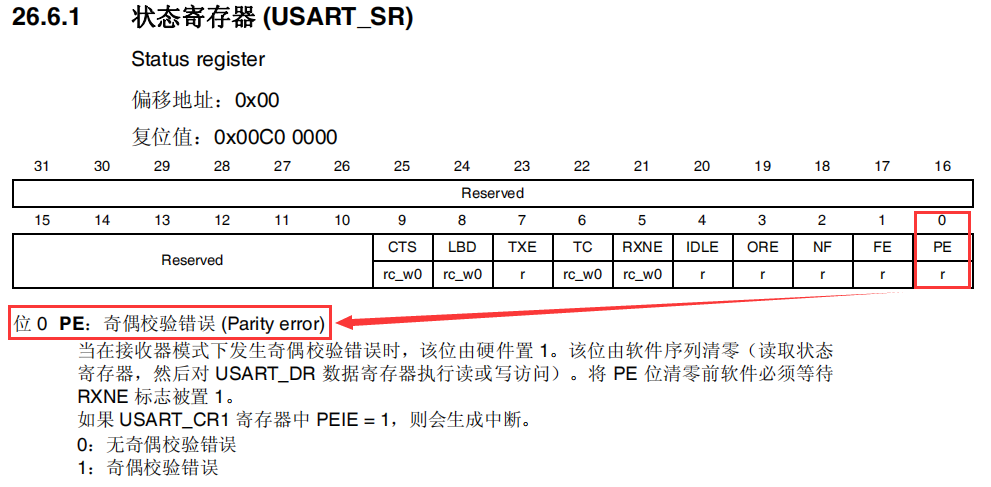 26.6.1 状态寄存器 (USART_SR)
Status register
偏移地址：0x00
复位值：0x00C0 0000
31 30 29 28 27 26 25 24 23 22 21 20 19 18 17 16
Reserved
15 14 13 12 11 10 9 8 7 6 5 4 3 2 1 0
Reserved CTS LBD TXE TC RXNE IDLE ORE NF FE PE
rc_w0 rc_w0 r rc_w0 rc_w0 r r r r r
位 0 PE：奇偶校验错误 (Parity error)
当在接收器模式下发生奇偶校验错误时，该位由硬件置 1。该位由软件序列清零（读取状态
寄存器，然后对 USART_DR 数据寄存器执行读或写访问）。将 PE 位清零前软件必须等待
RXNE 标志被置 1。
如果 USART_CR1 寄存器中 PEIE = 1，则会生成中断。
0：无奇偶校验错误
1：奇偶校验错误